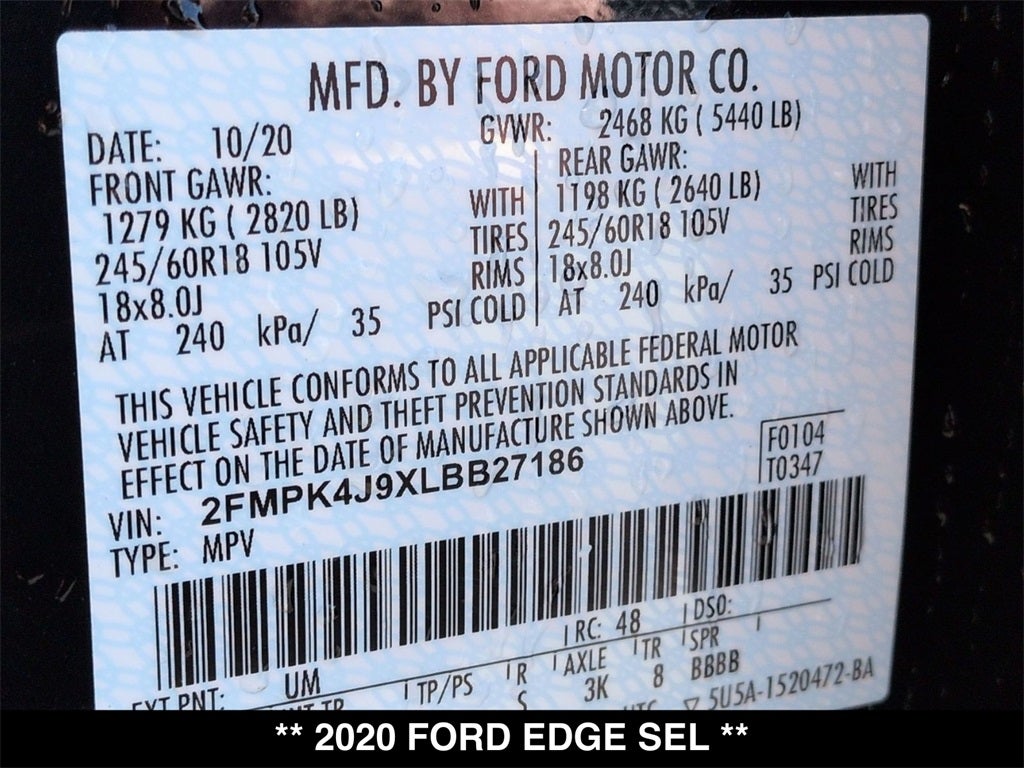 MFD. BY FORD MOTOR CO.
DATE: 10/20 GVWR: 2468 KG ( 5440 LB)
FRONT GAWR: REAR GAWR:
1279 KG ( 2820 LB) WITH 1198 KG ( 2640 LB) WITH
245/60R18 105V TIRES 245/60R18 105V TIRES
18x8.0J RIMS 18x8.0J RIMS
AT 240 kPa/ 35 PSI COLD AT 240 kPa/ 35 PSI COLD
THIS VEHICLE CONFORMS TO ALL APPLICABLE FEDERAL MOTOR
VEHICLE SAFETY AND THEFT PREVENTION STANDARDS IN
EFFECT ON THE DATE OF MANUFACTURE SHOWN ABOVE.
F0104
T0347
VIN: 2FMPK4J9XLBB27186
TYPE: MPV
EXT PNT: UM RC: 48 DSO:
TP/PS R AXLE TR SPR
S 3K 8 BBBB
5U5A-1520472-BA
** 2020 FORD EDGE SEL **